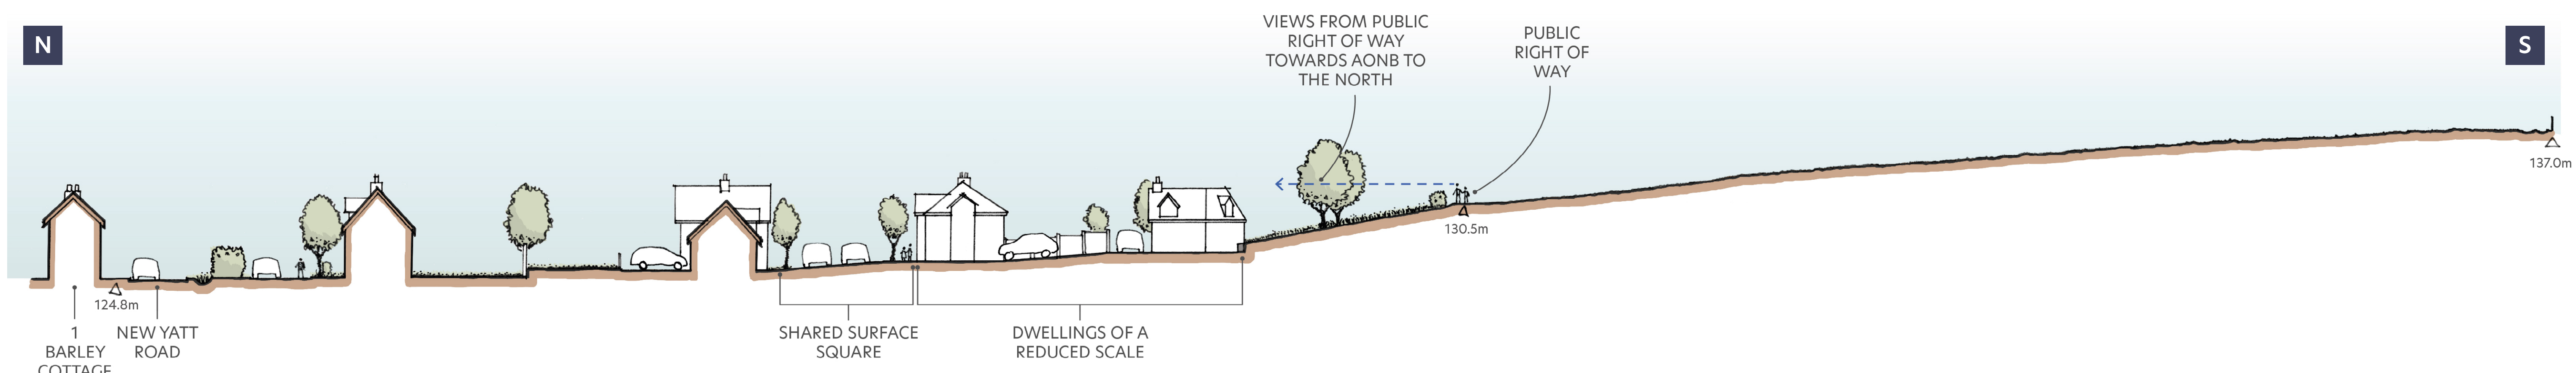 N
S
VIEWS FROM PUBLIC
RIGHT OF WAY
TOWARDS AONB TO
THE NORTH
PUBLIC
RIGHT OF
WAY
137.0m
130.5m
124.8m
1
BARLEY
COTTAGE
NEW YATT
ROAD
SHARED SURFACE
SQUARE
DWELLINGS OF A
REDUCED SCALE